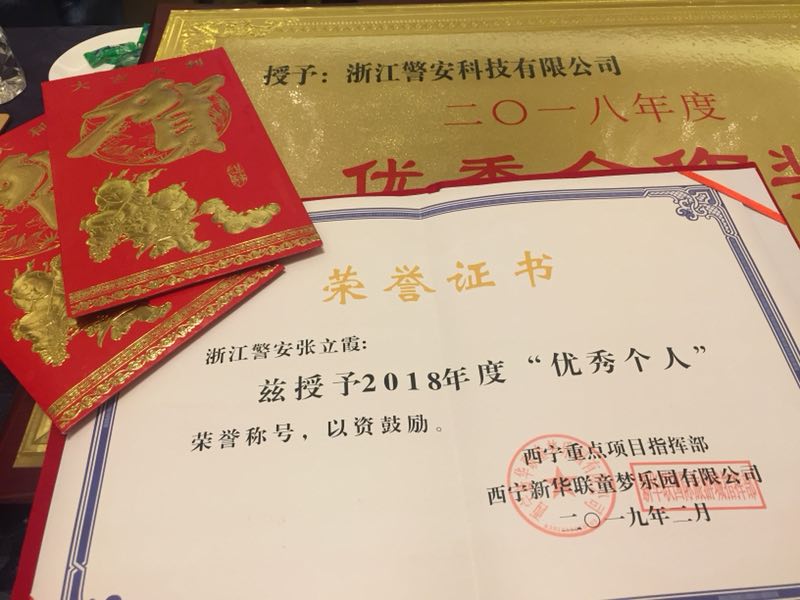 授予：浙江警安科技有限公司
二〇一八年度
优秀合
荣誉证书
浙江警安张立霞：
兹授予2018年度“优秀个人”
荣誉称号，以资鼓励。
西宁重点项目指挥部
西宁新华联童梦乐园有限公司
二〇一九年二月